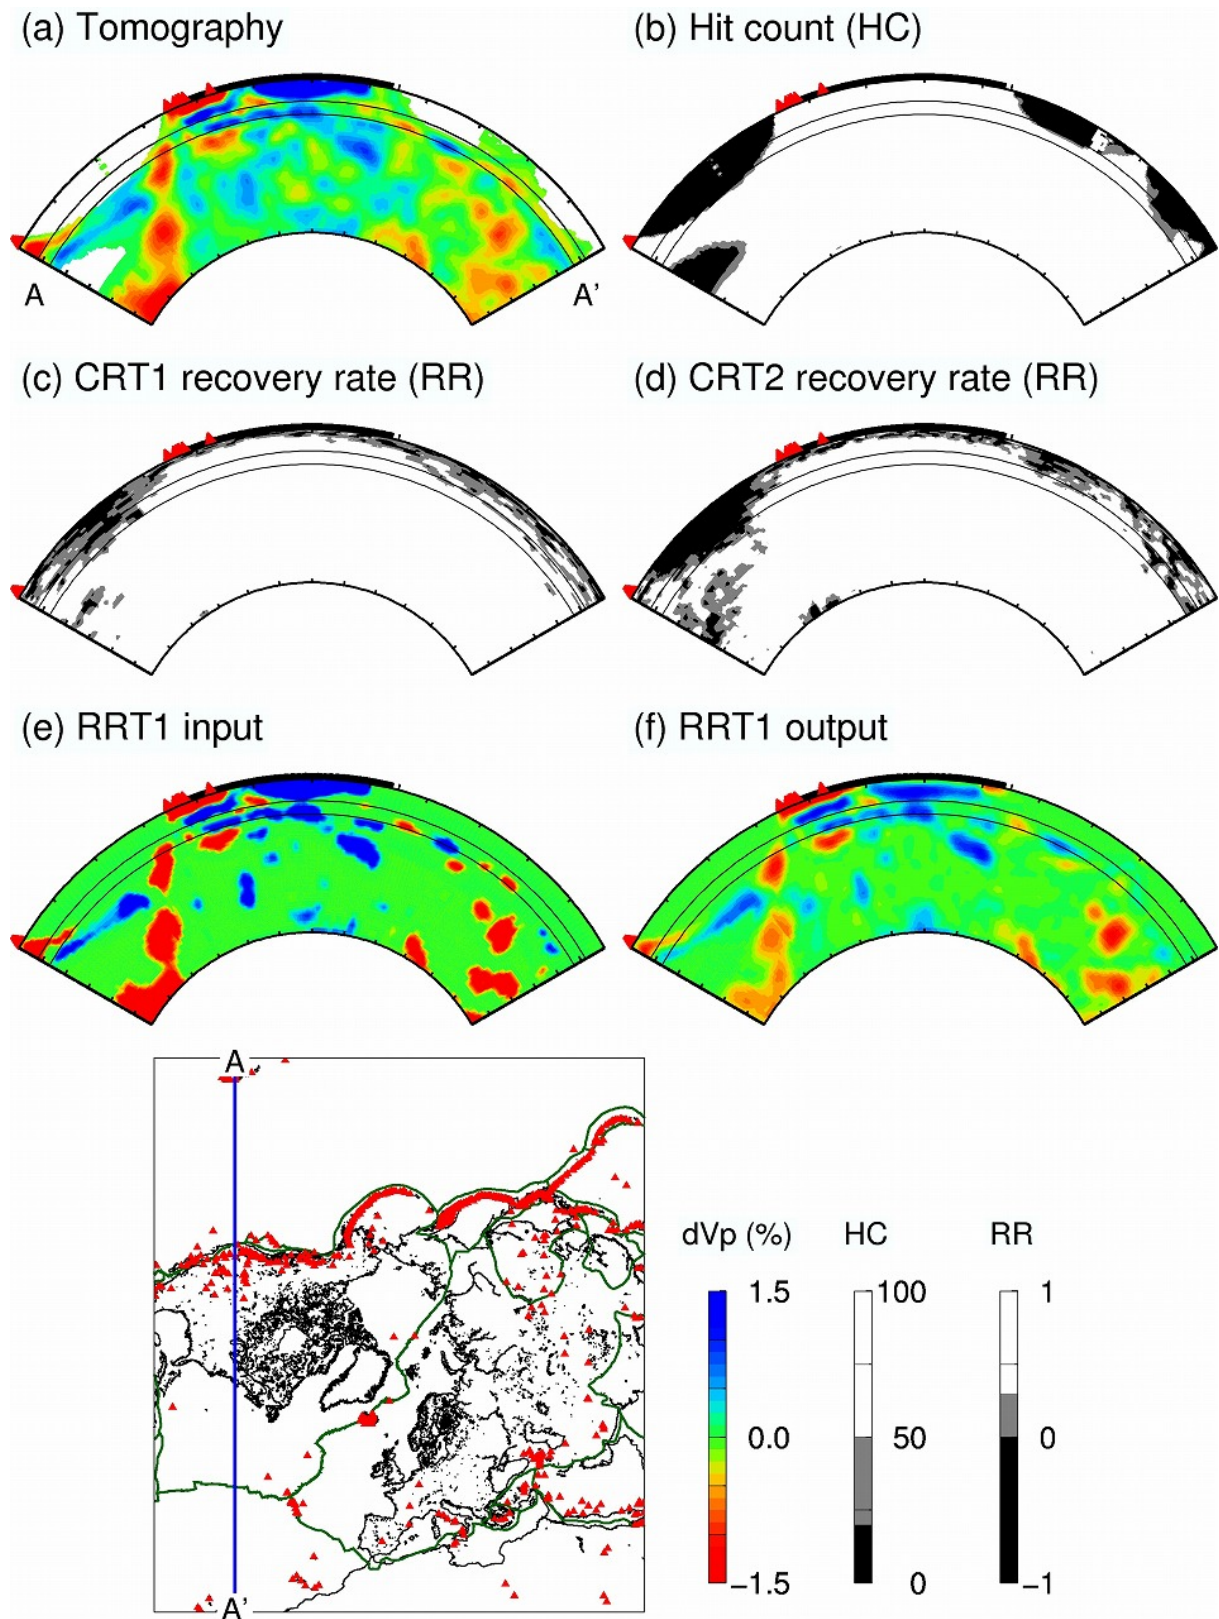 (a) Tomography
(b) Hit count (HC)
A
A'
(c) CRT1 recovery rate (RR)
(d) CRT2 recovery rate (RR)
(e) RRT1 input
(f) RRT1 output
A
A'
dVp (%)
HC
RR
1.5
100
1
0.0
50
0
−1.5
0
−1